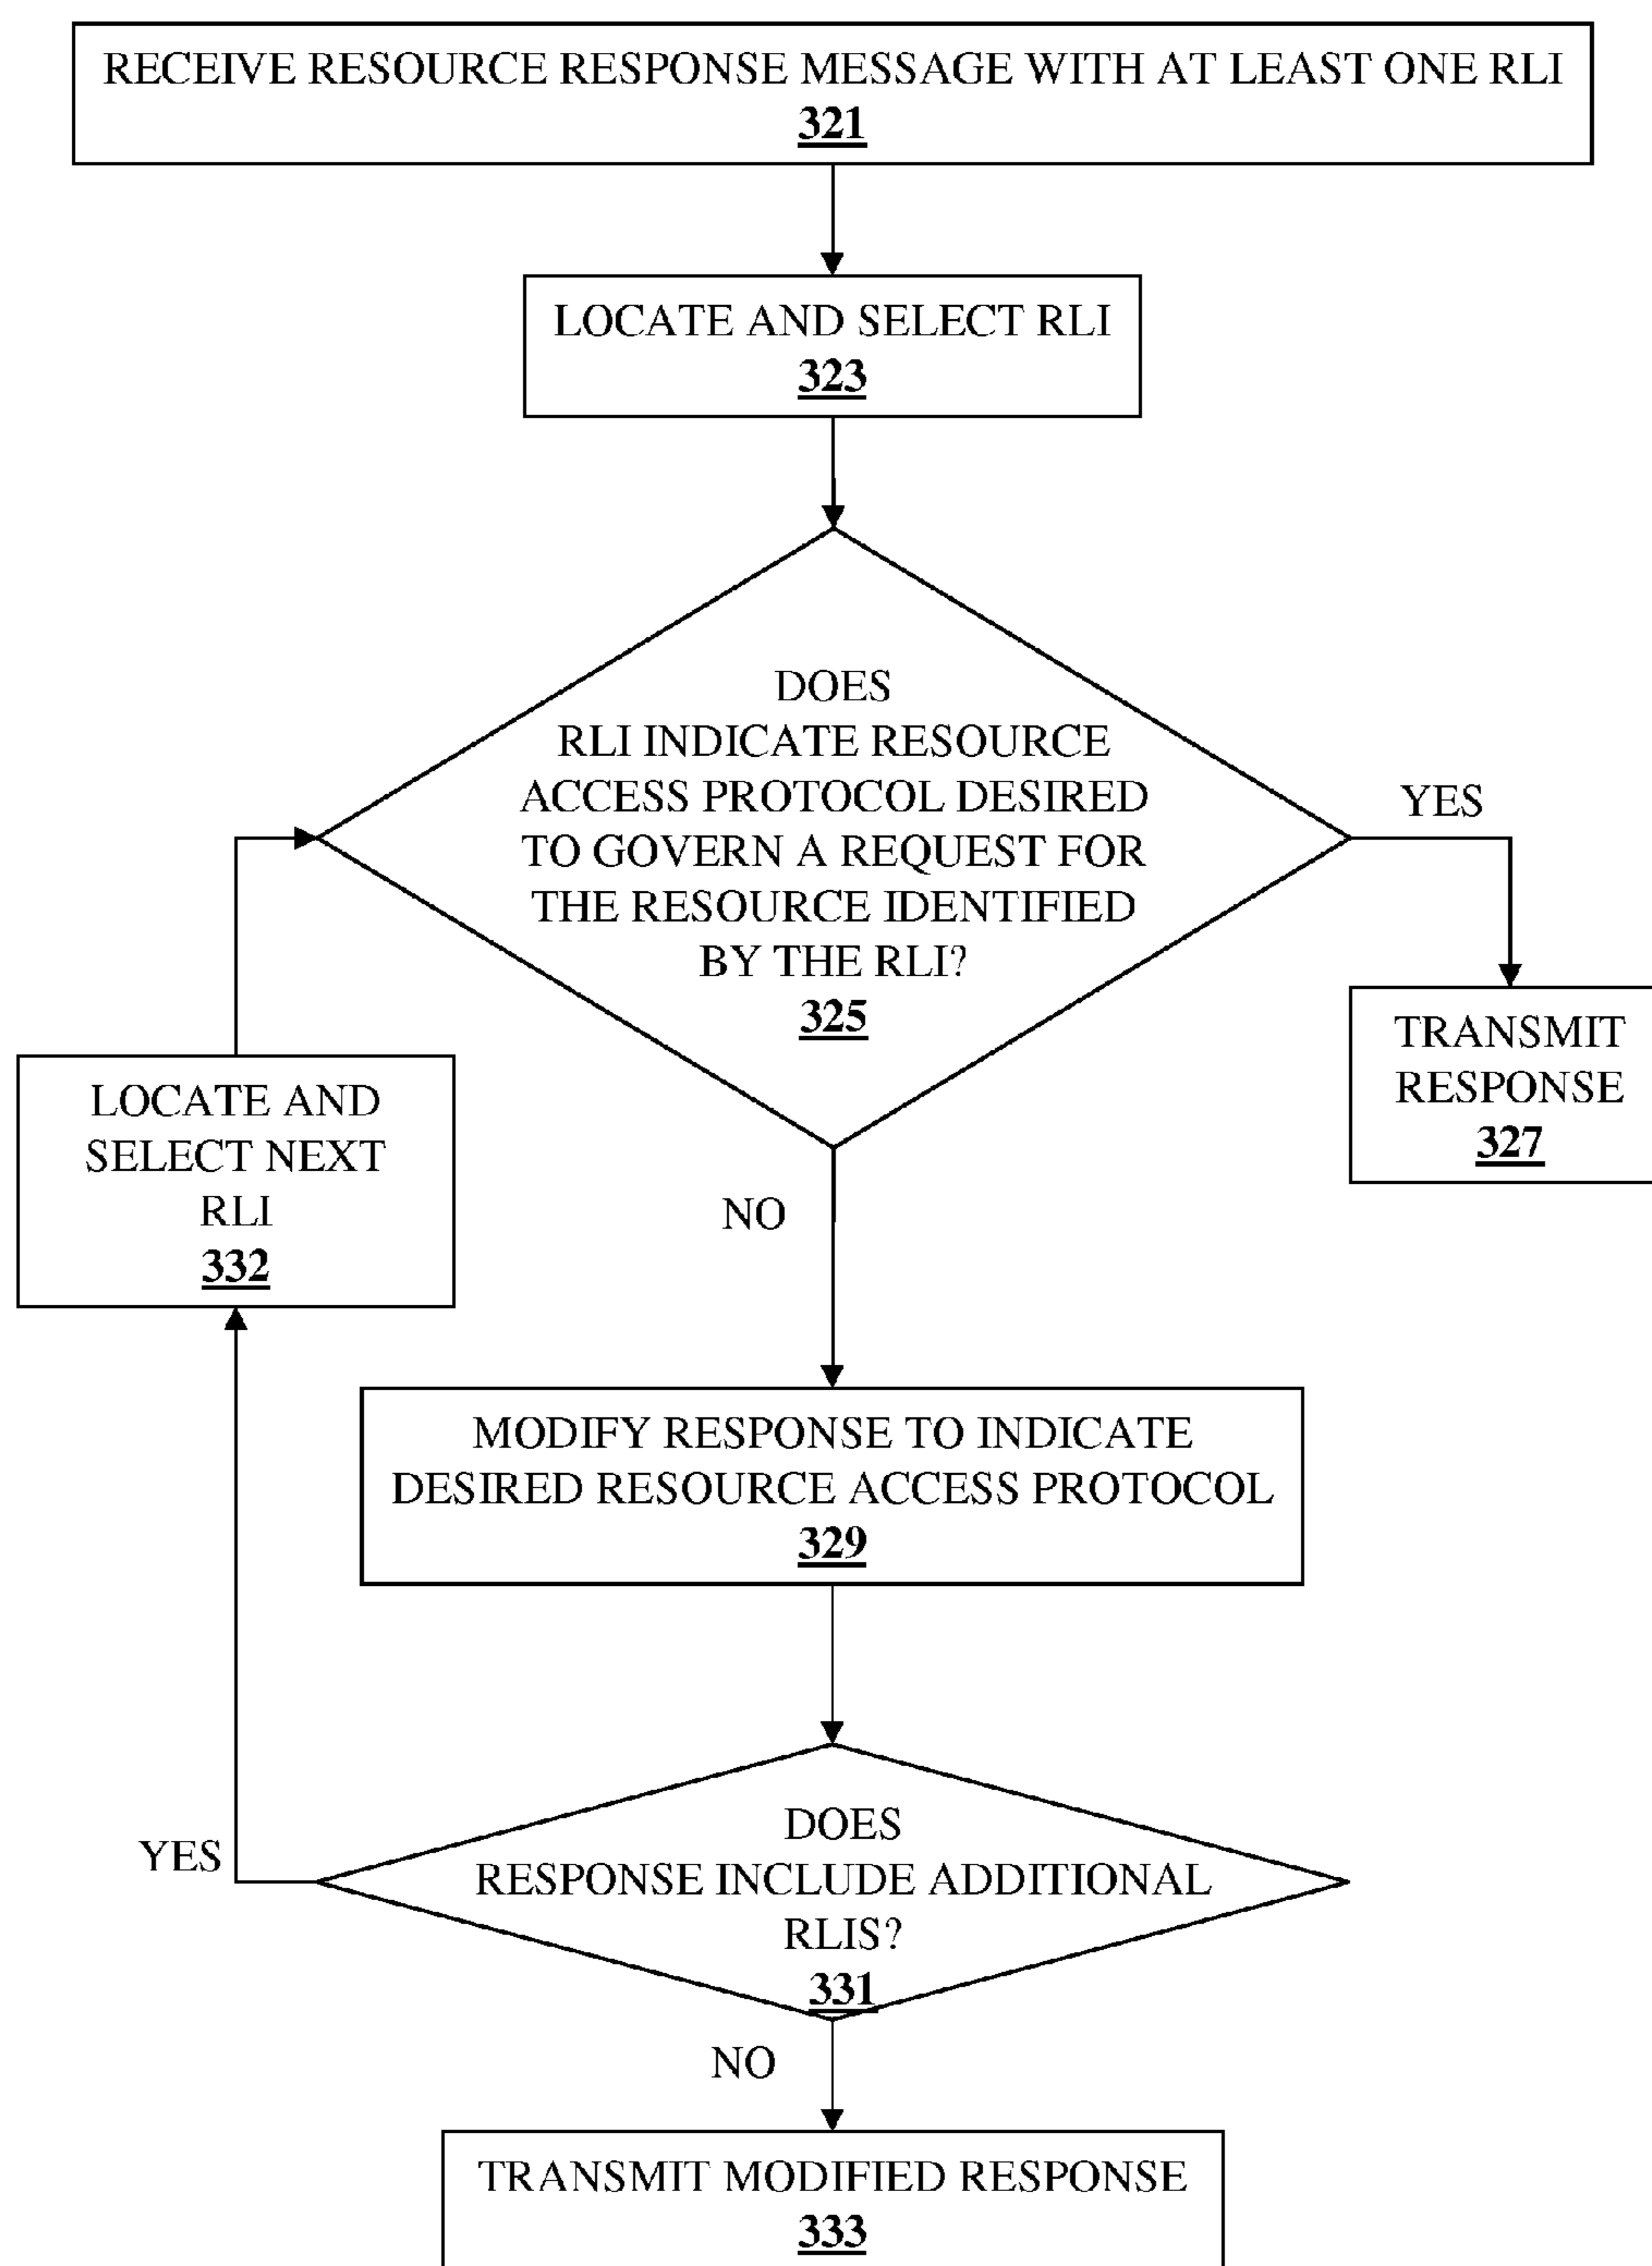 RECEIVE RESOURCE RESPONSE MESSAGE WITH AT LEAST ONE RLI
321
LOCATE AND SELECT RLI
323
DOES
RLI INDICATE RESOURCE
ACCESS PROTOCOL DESIRED
TO GOVERN A REQUEST FOR
THE RESOURCE IDENTIFIED
BY THE RLI?
325
YES
TRANSMIT
RESPONSE
327
LOCATE AND
SELECT NEXT
RLI
332
NO
MODIFY RESPONSE TO INDICATE
DESIRED RESOURCE ACCESS PROTOCOL
329
DOES
RESPONSE INCLUDE ADDITIONAL
RLIS?
331
YES
NO
TRANSMIT MODIFIED RESPONSE
333